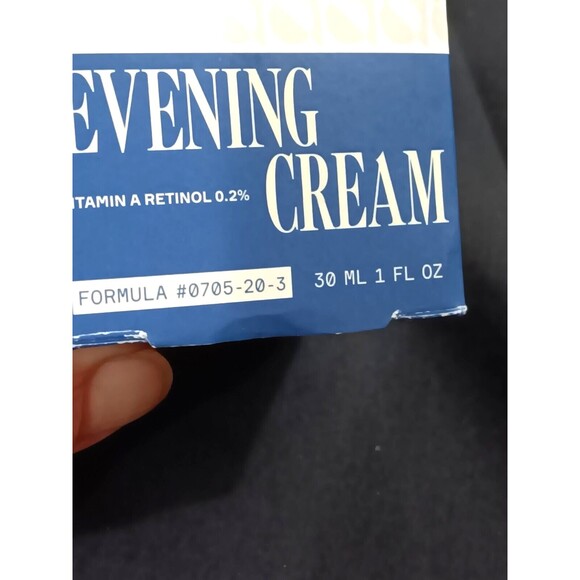 EVENING
ITAMIN A RETINOL 0.2%
CREAM
FORMULA #0705-20-3
30 ML 1 FL OZ